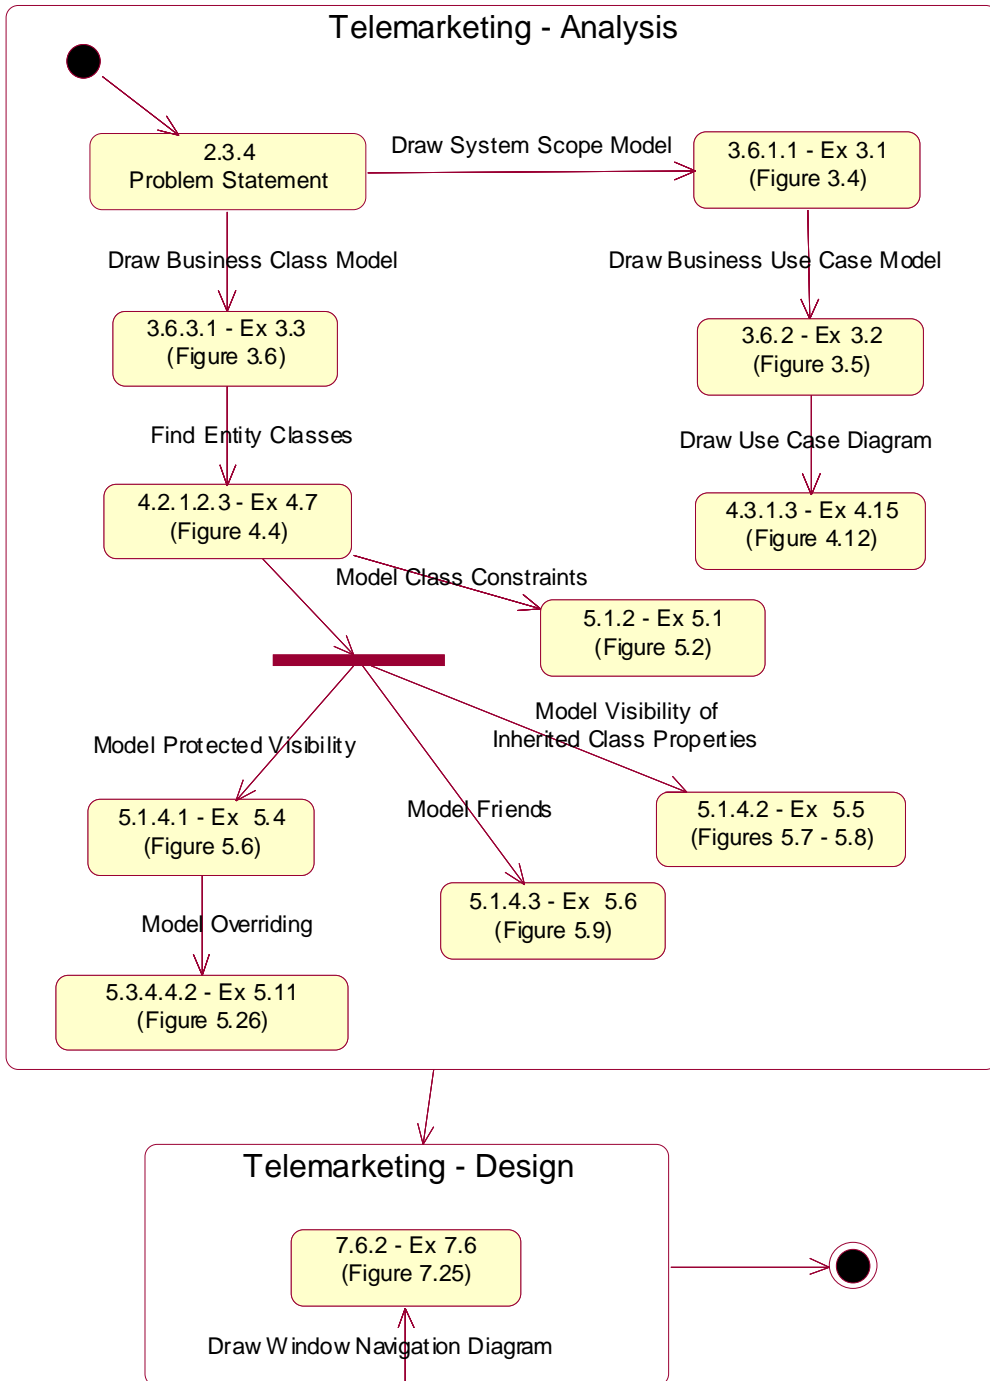 Telemarketing - Analysis
2.3.4
Problem Statement
Draw System Scope Model
3.6.1.1 - Ex 3.1
(Figure 3.4)
Draw Business Class Model
Draw Business Use Case Model
3.6.3.1 - Ex 3.3
(Figure 3.6)
3.6.2 - Ex 3.2
(Figure 3.5)
Find Entity Classes
Draw Use Case Diagram
4.2.1.2.3 - Ex 4.7
(Figure 4.4)
4.3.1.3 - Ex 4.15
(Figure 4.12)
Model Class Constraints
5.1.2 - Ex 5.1
(Figure 5.2)
Model Visibility of
Inherited Class Properties
Model Protected Visibility
Model Friends
5.1.4.1 - Ex 5.4
(Figure 5.6)
5.1.4.2 - Ex 5.5
(Figures 5.7 - 5.8)
5.1.4.3 - Ex 5.6
(Figure 5.9)
Model Overriding
5.3.4.4.2 - Ex 5.11
(Figure 5.26)
Telemarketing - Design
7.6.2 - Ex 7.6
(Figure 7.25)
Draw Window Navigation Diagram